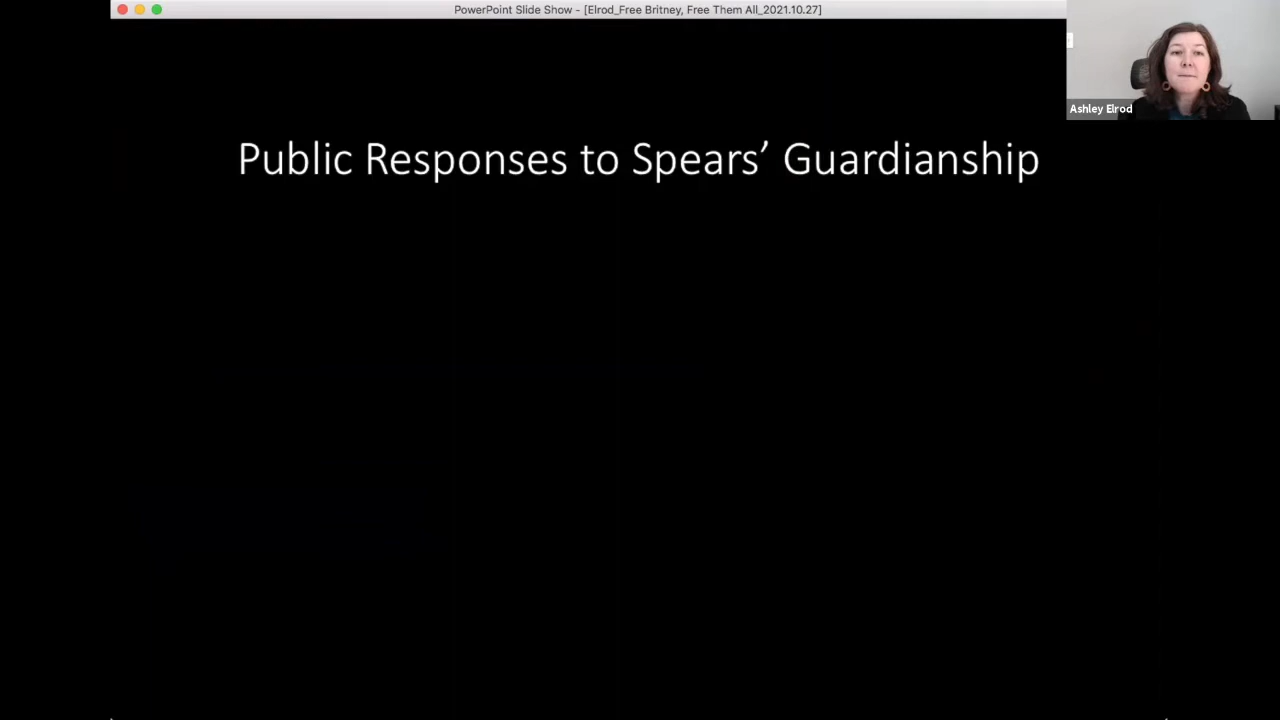 PowerPoint Slide Show - [Elrod_Free Britney, Free Them All_2021.10.27]
Ashley Elrod
Public Responses to Spears’ Guardianship